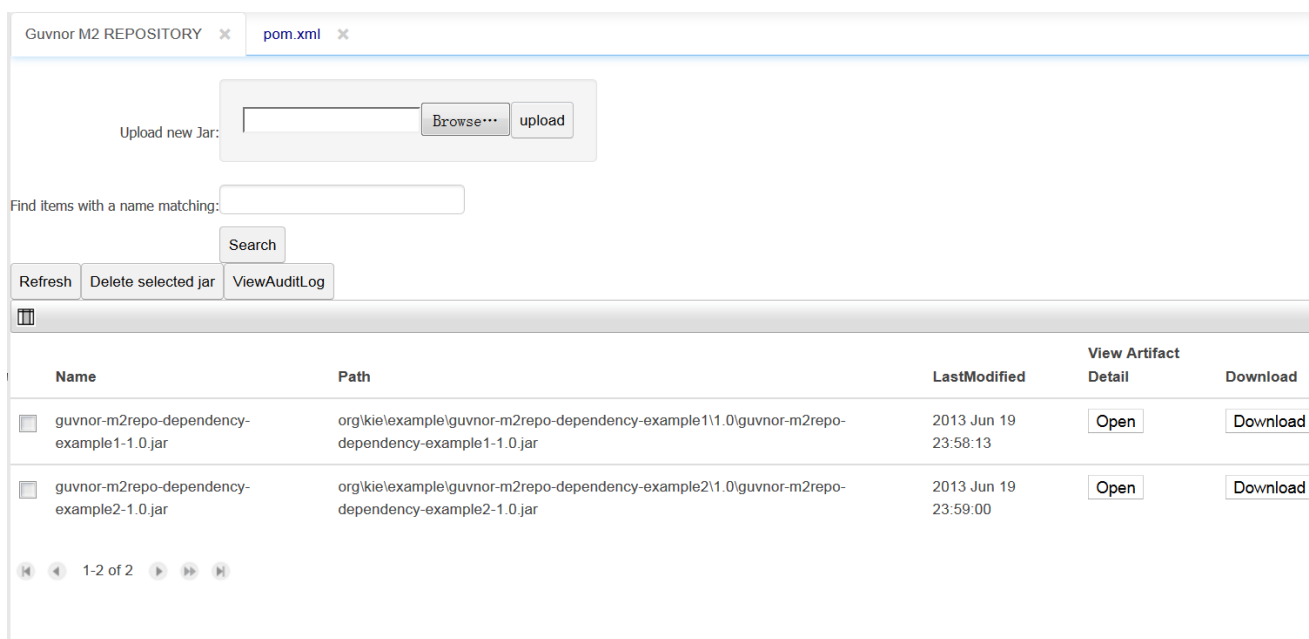 Guvnor M2 REPOSITORY
pom.xml
Upload new Jar:
Browse⋯
upload
Find items with a name matching:
Search
Refresh
Delete selected jar
ViewAuditLog
View Artifact
Name
Path
LastModified
Detail
Download
guvnor-m2repo-dependency-
example1-1.0.jar
org\kie\example\guvnor-m2repo-dependency-example1\1.0\guvnor-m2repo-
dependency-example1-1.0.jar
2013 Jun 19
23:58:13
Open
Download
guvnor-m2repo-dependency-
example2-1.0.jar
org\kie\example\guvnor-m2repo-dependency-example2\1.0\guvnor-m2repo-
dependency-example2-1.0.jar
2013 Jun 19
23:59:00
Open
Download
1-2 of 2